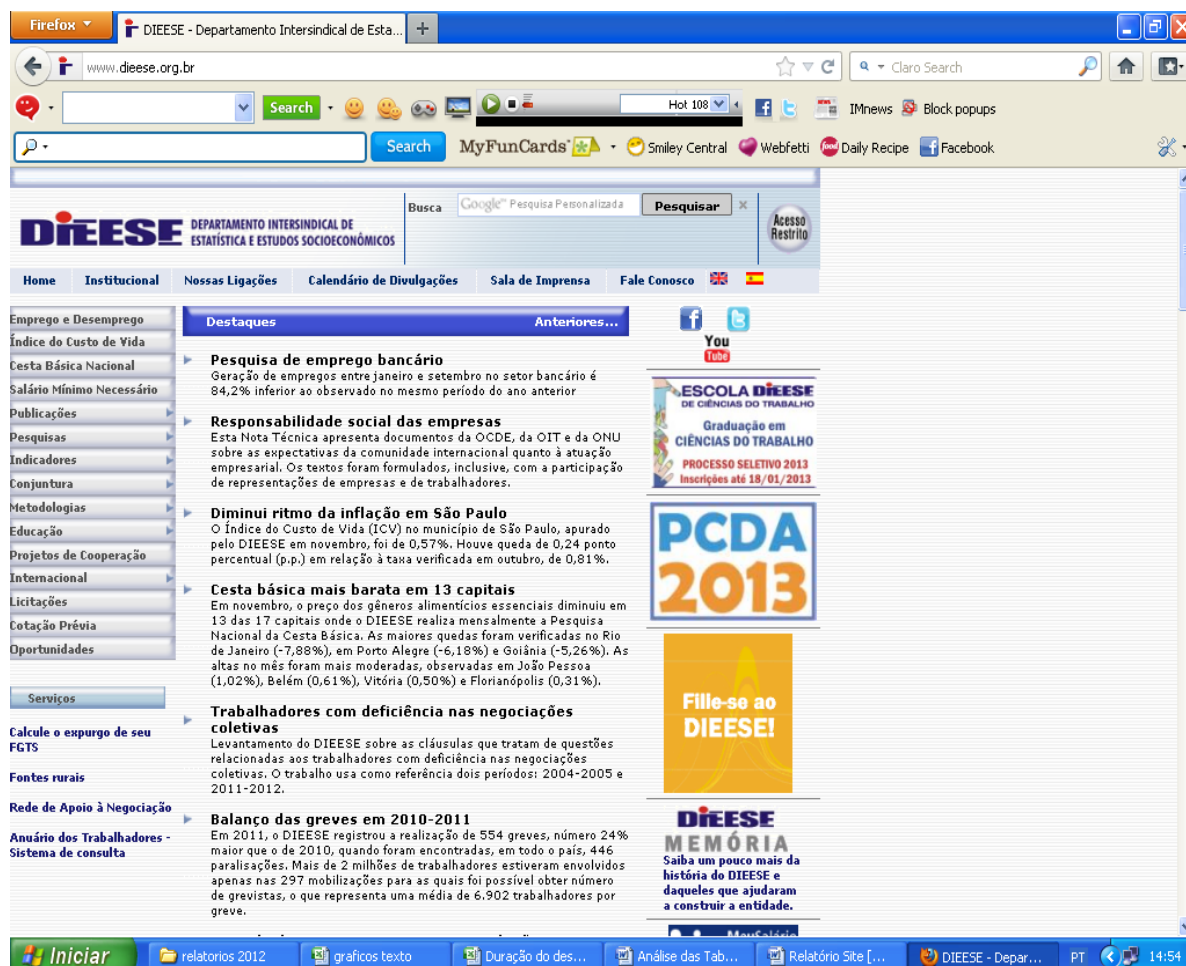 Firefox
DIEESE - Departamento Intersindical de Esta...
www.dieese.org.br
Claro Search
Search
Hot 108
IMnews
Block popups
Search
MyFunCards
Smiley Central
Webfetti
Daily Recipe
Facebook
DIEESE
DEPARTAMENTO INTERSINDICAL DE
ESTATÍSTICA E ESTUDOS SOCIOECONÔMICOS
Busca
Google™ Pesquisa Personalizada
Pesquisar
Acesso
Restrito
Home
Institucional
Nossas Ligações
Calendário de Divulgações
Sala de Imprensa
Fale Conosco
Emprego e Desemprego
Índice do Custo de Vida
Cesta Básica Nacional
Salário Mínimo Necessário
Publicações
Pesquisas
Indicadores
Conjuntura
Metodologias
Educação
Projetos de Cooperação
Internacional
Licitações
Cotação Prévia
Oportunidades
Serviços
Calcule o expurgo de seu
FGTS
Fontes rurais
Rede de Apoio à Negociação
Anuário dos Trabalhadores -
Sistema de consulta
Destaques
Anteriores...
Pesquisa de emprego bancário
Geração de empregos entre janeiro e setembro no setor bancário é
84,2% inferior ao observado no mesmo período do ano anterior
Responsabilidade social das empresas
Esta Nota Técnica apresenta documentos da OCDE, da OIT e da ONU
sobre as expectativas da comunidade internacional quanto à atuação
empresarial. Os textos foram formulados, inclusive, com a participação
de representações de empresas e de trabalhadores.
Diminui ritmo da inflação em São Paulo
O Índice do Custo de Vida (ICV) no município de São Paulo, apurado
pelo DIEESE em novembro, foi de 0,57%. Houve queda de 0,24 ponto
percentual (p.p.) em relação à taxa verificada em outubro, de 0,81%.
Cesta básica mais barata em 13 capitais
Em novembro, o preço dos gêneros alimentícios essenciais diminuiu em
13 das 17 capitais onde o DIEESE realiza mensalmente a Pesquisa
Nacional da Cesta Básica. As maiores quedas foram verificadas no Rio
de Janeiro (-7,88%), em Porto Alegre (-6,18%) e Goiânia (-5,26%). As
altas no mês foram mais moderadas, observadas em João Pessoa
(1,02%), Belém (0,61%), Vitória (0,50%) e Florianópolis (0,31%).
Trabalhadores com deficiência nas negociações
coletivas
Levantamento do DIEESE sobre as cláusulas que tratam de questões
relacionadas aos trabalhadores com deficiência nas negociações
coletivas. O trabalho usa como referência dois períodos: 2004-2005 e
2011-2012.
Balanço das greves em 2010-2011
Em 2011, o DIEESE registrou a realização de 554 greves, número 24%
maior que o de 2010, quando foram encontradas, em todo o país, 446
paralisações. Mais de 2 milhões de trabalhadores estiveram envolvidos
apenas nas 297 mobilizações para as quais foi possível obter número
de grevistas, o que representa uma média de 6.902 trabalhadores por
greve.
You
Tube
ESCOLA DIEESE
DE CIÊNCIAS DO TRABALHO
Graduação em
CIÊNCIAS DO TRABALHO
PROCESSO SELETIVO 2013
Inscrições até 18/01/2013
PCDA
2013
Filie-se ao
DIEESE!
DIEESE
MEMÓRIA
Saiba um pouco mais da
história do DIEESE e
daqueles que ajudaram
a construir a entidade.
Iniciar
relatorios 2012
graficos texto
Duração do des...
Análise das Tab...
Relatório Site [...
DIEESE - Depar...
PT
14:54